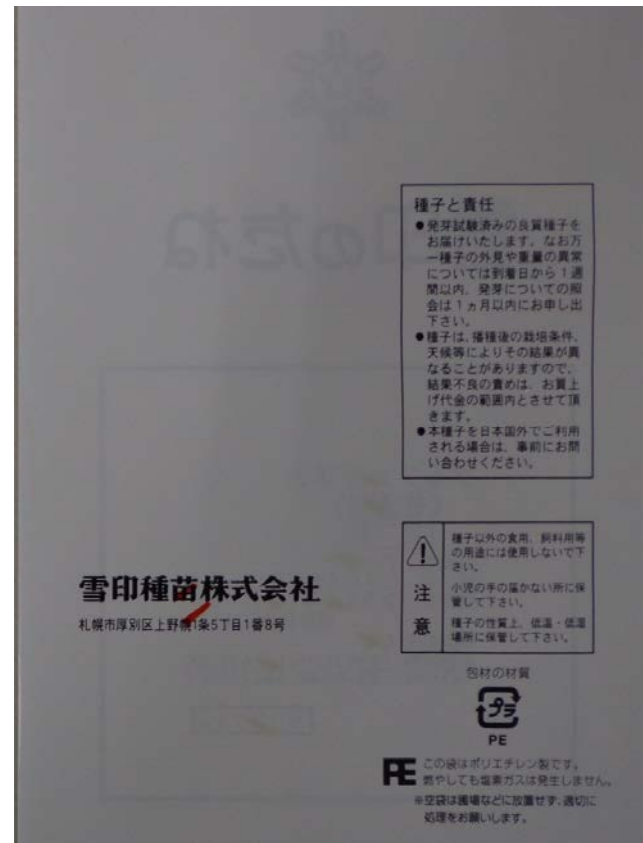 種子と責任
●発芽試験済みの良質種子を
お届けいたします。なお万
一種子の外見や重量の異常
については到着日から1週
間以内、発芽についての照
会は1ヵ月以内にお申し出
下さい。
●種子は、播種後の栽培条件、
天候等によりその結果が異
なることがありますので、
結果不良の責めは、お買上
げ代金の範囲内とさせて頂
きます。
●本種子を日本国外でご利用
される場合は、事前にお問
い合わせください。
注意
種子以外の食用、飼料用等
の用途には使用しないで下
さい。
小児の手の届かない所に保
管して下さい。
種子の性質上、低温・低湿
場所に保管して下さい。
雪印種苗株式会社
札幌市厚別区上野幌1条5丁目1番8号
包材の材質
プラ
PE
PE この袋はポリエチレン製です。
燃やしても塩素ガスは発生しません。
※空袋は圃場などに放置せず、適切に
処理をお願いします。